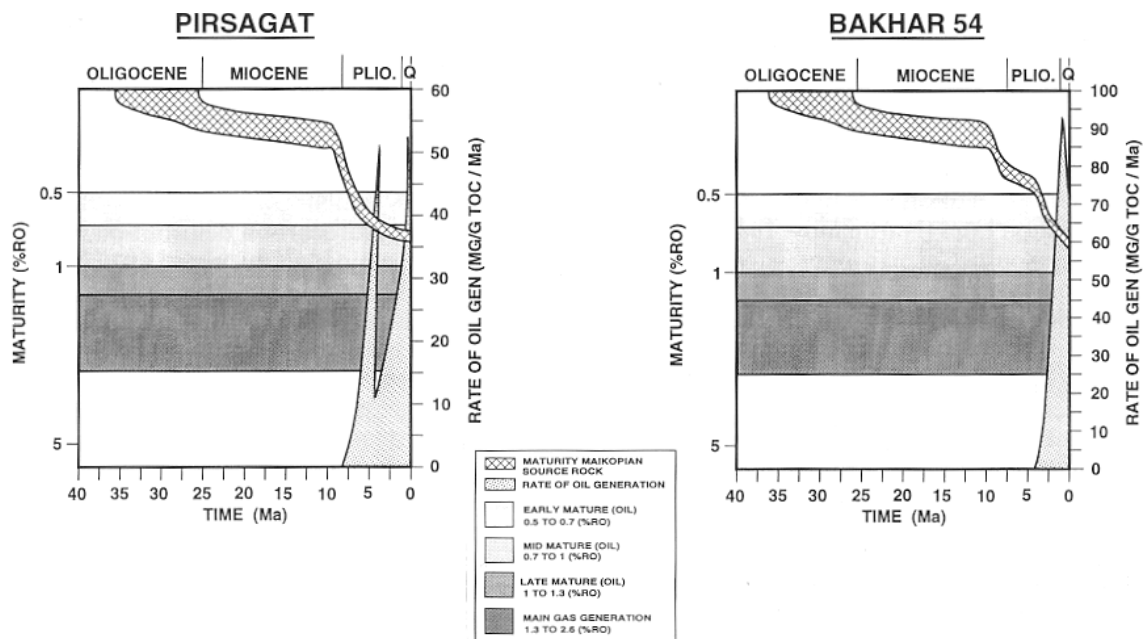 PIRSAGAT
OLIGOCENE MIOCENE PLIO. Q
60
50
40
30
20
10
0
RATE OF OIL GEN (MG/G TOC / Ma)
0.5
1
5
MATURITY (%RO)
40 35 30 25 20 15 10 5 0
TIME (Ma)
BAKHAR 54
OLIGOCENE MIOCENE PLIO. Q
100
90
80
70
60
50
40
30
20
10
0
RATE OF OIL GEN (MG/G TOC / Ma)
0.5
1
5
MATURITY (%RO)
40 35 30 25 20 15 10 5 0
TIME (Ma)
MATURITY MAIKOPIAN
SOURCE ROCK
RATE OF OIL GENERATION
EARLY MATURE (OIL)
0.5 TO 0.7 (%RO)
MID MATURE (OIL)
0.7 TO 1 (%RO)
LATE MATURE (OIL)
1 TO 1.3 (%RO)
MAIN GAS GENERATION
1.3 TO 2.6 (%RO)